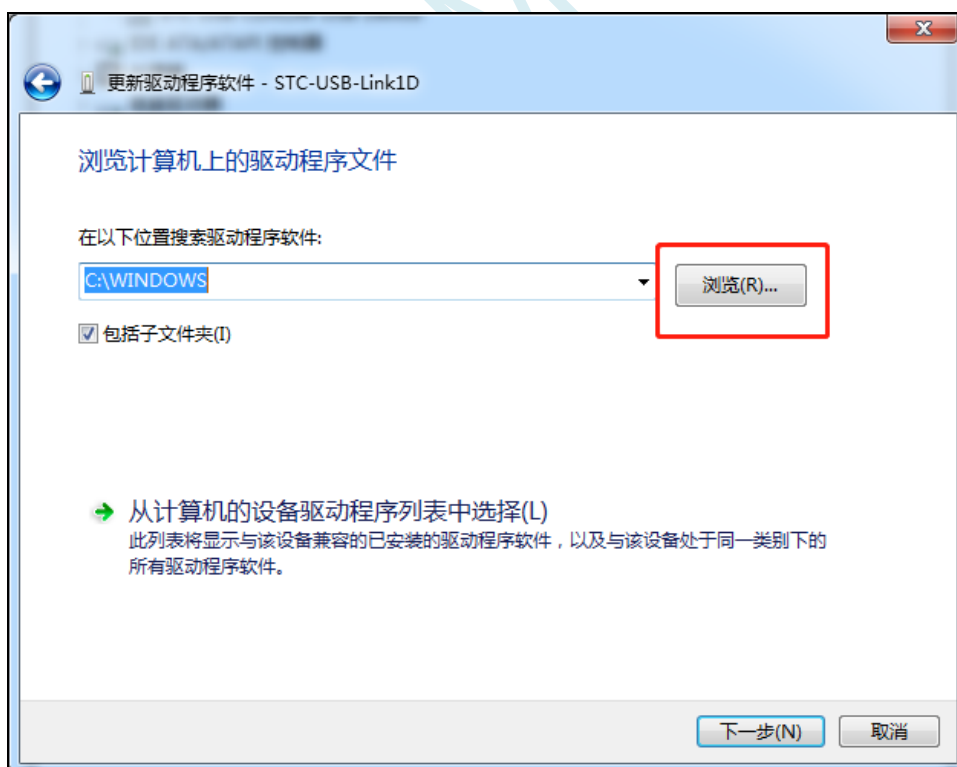 更新驱动程序软件 - STC-USB-Link1D
浏览计算机上的驱动程序文件
在以下位置搜索驱动程序软件:
C:\WINDOWS
浏览(R)...
包括子文件夹(I)
从计算机的设备驱动程序列表中选择(L)
此列表将显示与该设备兼容的已安装的驱动程序软件，以及与该设备处于同一类别下的
所有驱动程序软件。
下一步(N)
取消